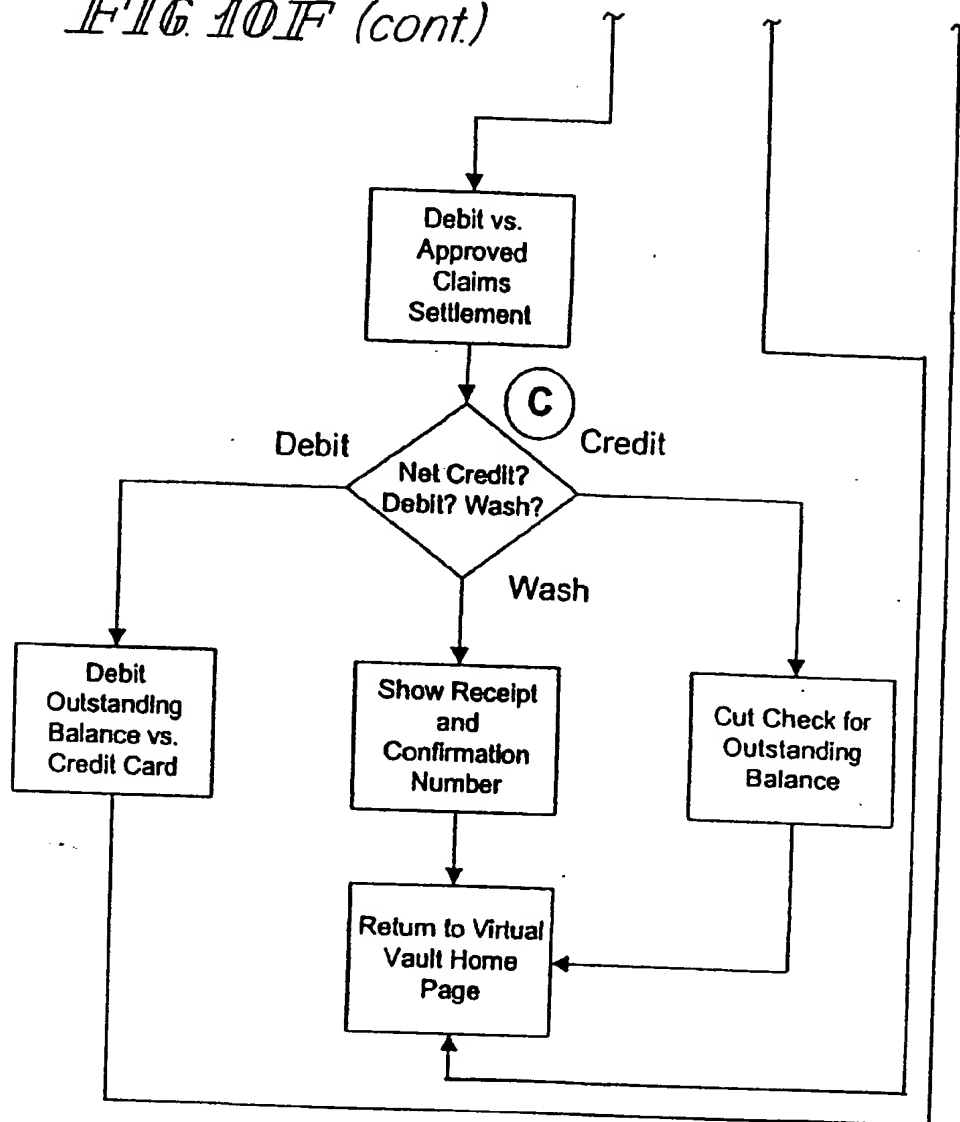 FIG. 10F (cont.)
Debit vs.
Approved
Claims
Settlement
C
Debit
Credit
Net Credit?
Debit? Wash?
Wash
Debit
Outstanding
Balance vs.
Credit Card
Show Receipt
and
Confirmation
Number
Cut Check for
Outstanding
Balance
Return to Virtual
Vault Home
Page